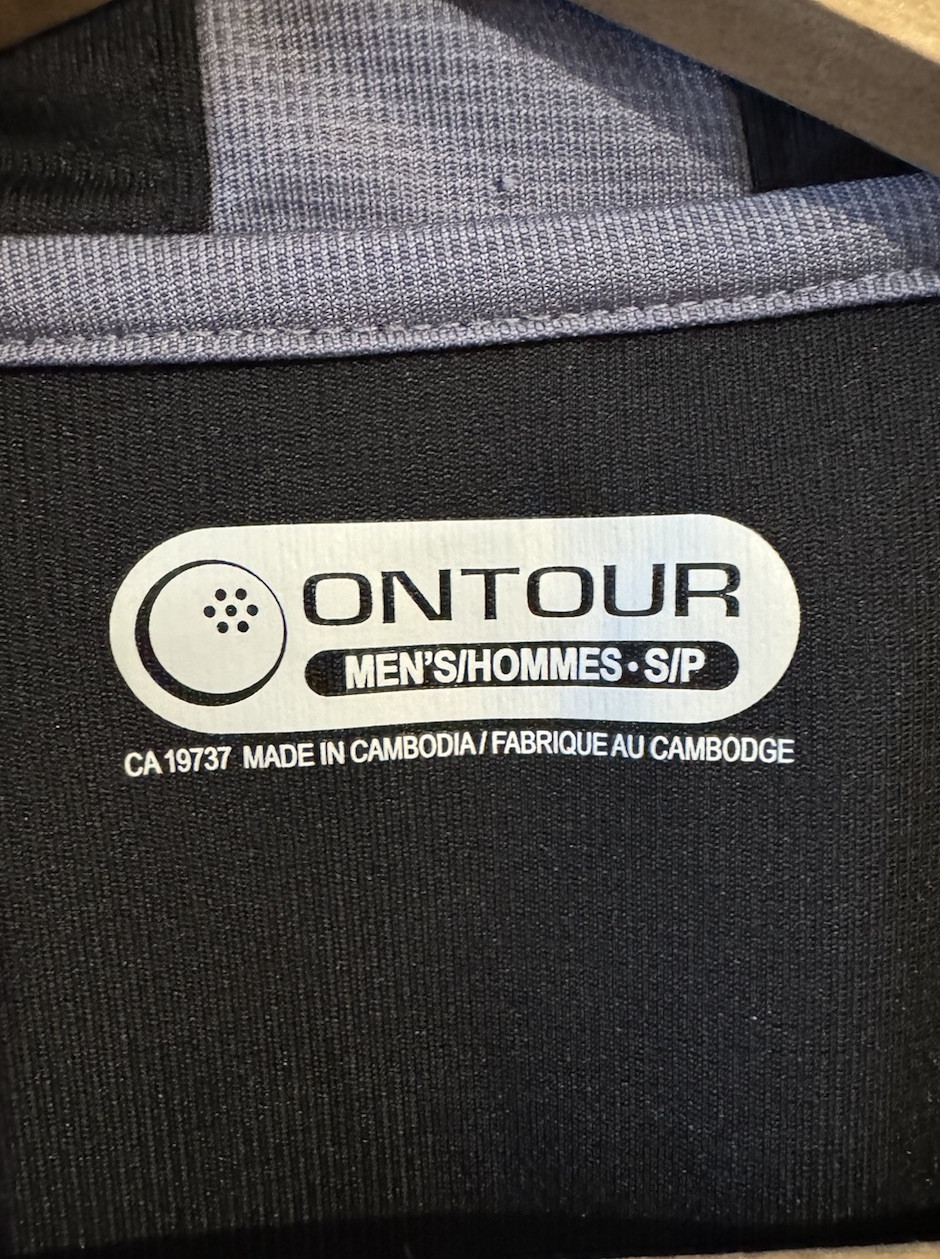 ONTOUR
MEN'S/HOMMES • S/P
CA 19737 MADE IN CAMBODIA / FABRIQUE AU CAMBODGE